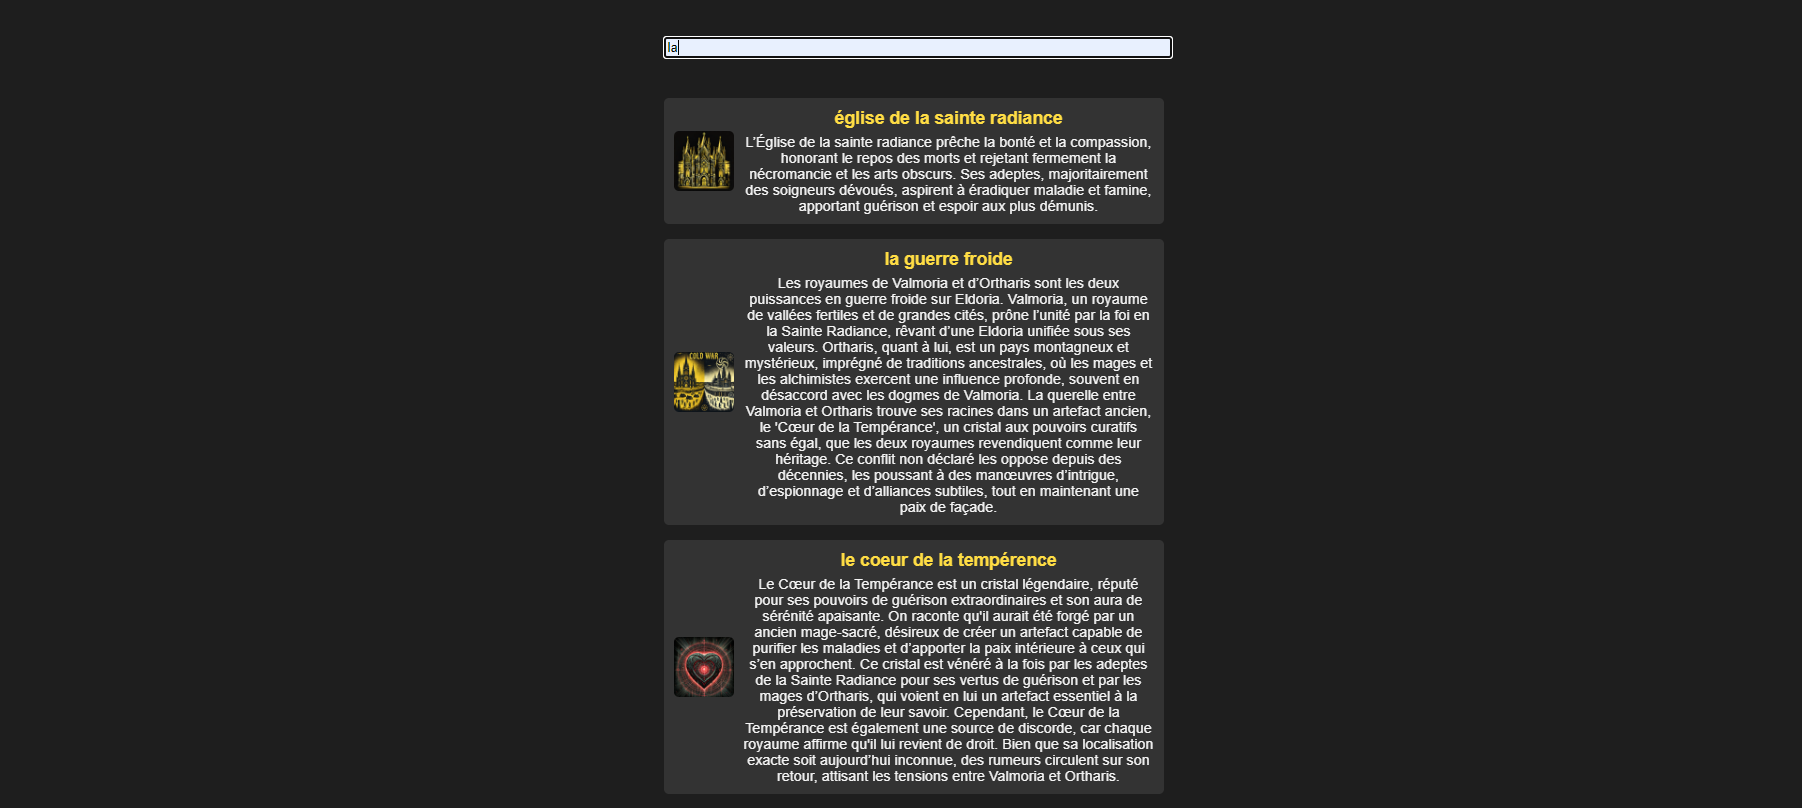 la
église de la sainte radiance
L’Église de la sainte radiance prêche la bonté et la compassion,
honorant le repos des morts et rejetant fermement la
nécromancie et les arts obscurs. Ses adeptes, majoritairement
des soigneurs dévoués, aspirent à éradiquer maladie et famine,
apportant guérison et espoir aux plus démunis.
la guerre froide
Les royaumes de Valmoria et d’Ortharis sont les deux
puissances en guerre froide sur Eldoria. Valmoria, un royaume
de vallées fertiles et de grandes cités, prône l’unité par la foi en
la Sainte Radiance, rêvant d’une Eldoria unifiée sous ses
valeurs. Ortharis, quant à lui, est un pays montagneux et
mystérieux, imprégné de traditions ancestrales, où les mages et
les alchimistes exercent une influence profonde, souvent en
désaccord avec les dogmes de Valmoria. La querelle entre
Valmoria et Ortharis trouve ses racines dans un artefact ancien,
le 'Cœur de la Tempérance', un cristal aux pouvoirs curatifs
sans égal, que les deux royaumes revendiquent comme leur
héritage. Ce conflit non déclaré les oppose depuis des
décennies, les poussant à des manœuvres d’intrigue,
d’espionnage et d’alliances subtiles, tout en maintenant une
paix de façade.
COLD WAR
le coeur de la tempérence
Le Cœur de la Tempérance est un cristal légendaire, réputé
pour ses pouvoirs de guérison extraordinaires et son aura de
sérénité apaisante. On raconte qu'il aurait été forgé par un
ancien mage-sacré, désireux de créer un artefact capable de
purifier les maladies et d’apporter la paix intérieure à ceux qui
s’en approchent. Ce cristal est vénéré à la fois par les adeptes
de la Sainte Radiance pour ses vertus de guérison et par les
mages d’Ortharis, qui voient en lui un artefact essentiel à la
préservation de leur savoir. Cependant, le Cœur de la
Tempérance est également une source de discorde, car chaque
royaume affirme qu'il lui revient de droit. Bien que sa localisation
exacte soit aujourd’hui inconnue, des rumeurs circulent sur son
retour, attisant les tensions entre Valmoria et Ortharis.